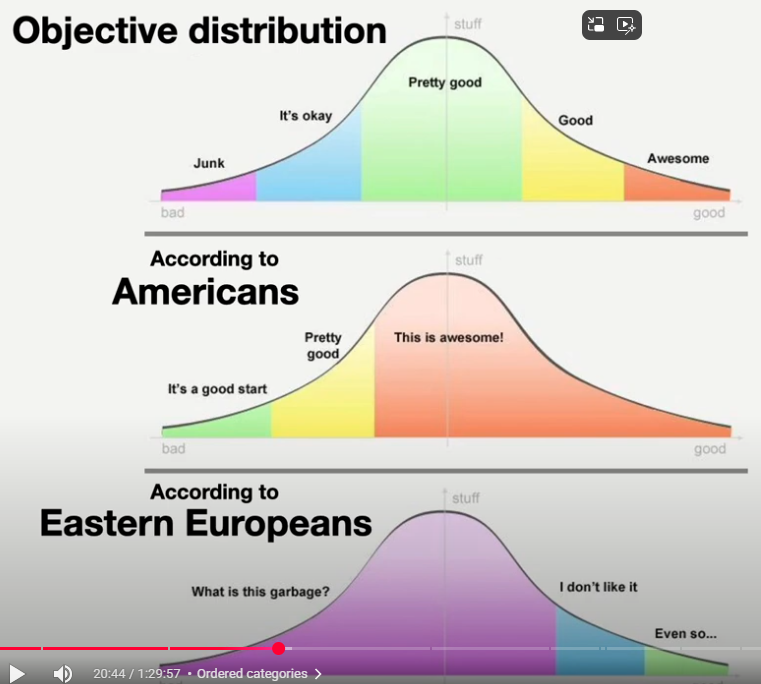 Objective distribution
stuff
Pretty good
It's okay
Good
Junk
Awesome
bad
good
According to
Americans
stuff
Pretty
good
This is awesome!
It's a good start
bad
good
According to
Eastern Europeans
stuff
What is this garbage?
I don't like it
Even so...
20:44 / 1:29:57 • Ordered categories